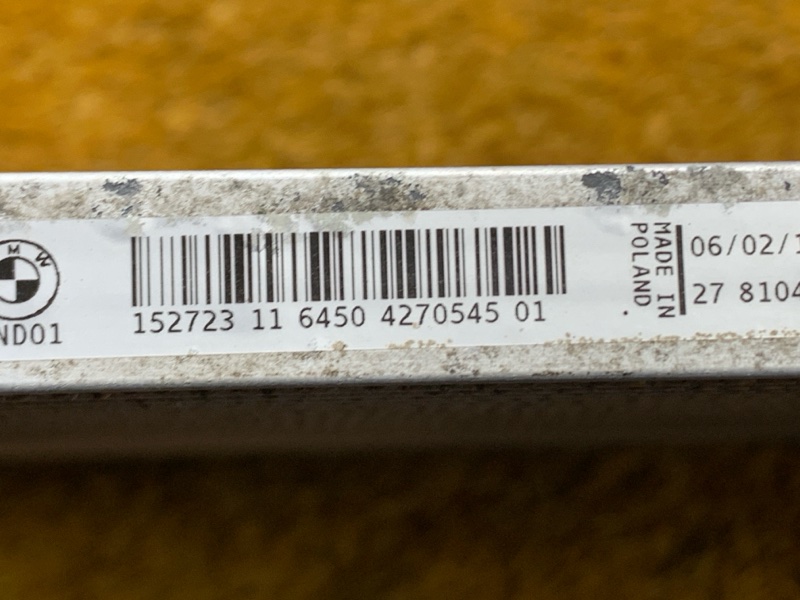 BMW
ND01
152723 11 6450 4270545 01
MADE IN
POLAND
06/02/1
27 8104